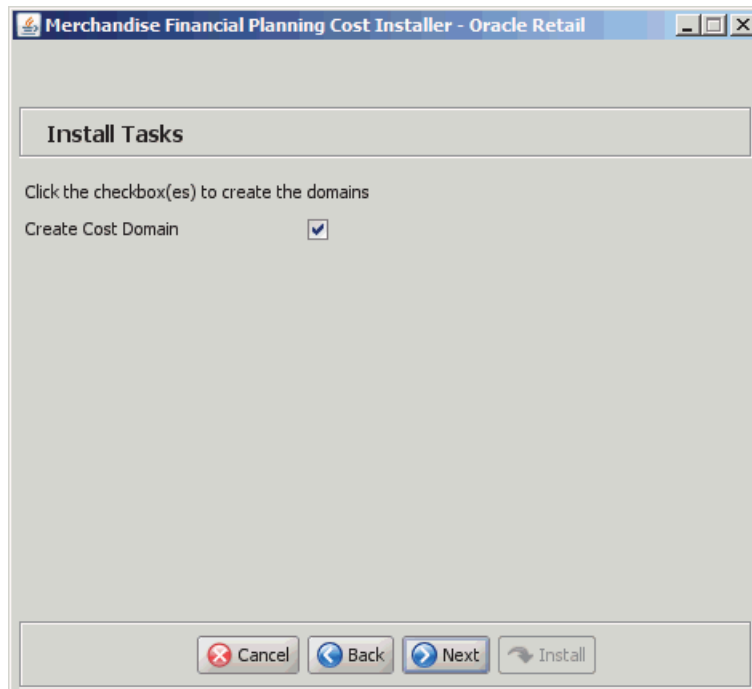 Merchandise Financial Planning Cost Installer - Oracle Retail
Install Tasks
Click the checkbox(es) to create the domains
Create Cost Domain
Cancel Back Next Install